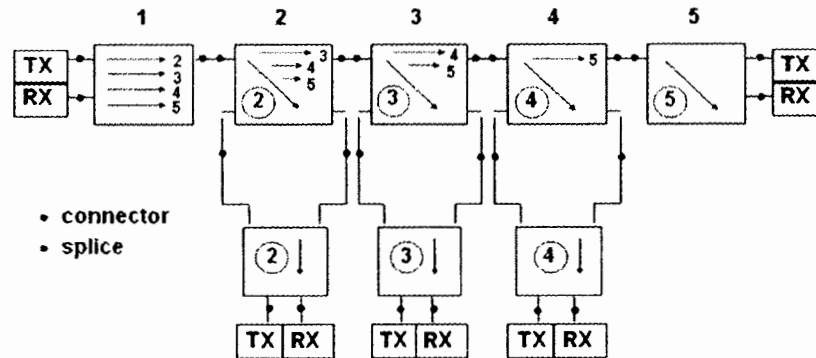 1 2 3 4 5
TX 2 3 4 5 TX
RX 3 4 5 RX
4 5
5
2 3 4 5
• connector
• splice
2 3 4
TX RX TX RX TX RX